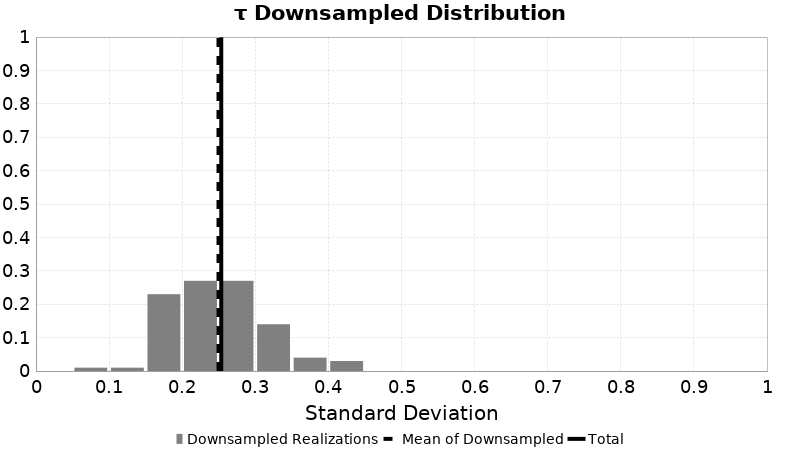 τ Downsampled Distribution
1
0.9
0.8
0.7
0.6
0.5
0.4
0.3
0.2
0.1
0
0 0.1 0.2 0.3 0.4 0.5 0.6 0.7 0.8 0.9 1
Standard Deviation
Downsampled Realizations Mean of Downsampled Total